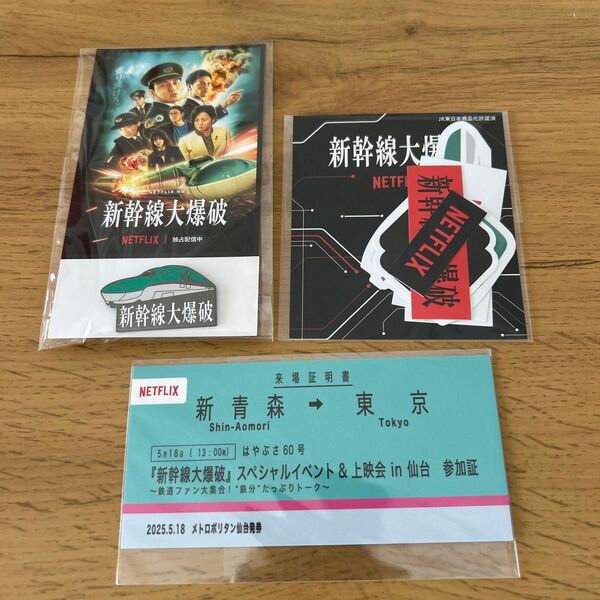 NETFLIX 映画
新幹線大爆破
NETFLIX | 独占配信中
新幹線大爆破
JR東日本商品化許諾済
新幹線大爆
NETF
新幹
大爆破
NETFLIX
NETFLIX
来場証明書
新青森 → 東京
Shin-Aomori Tokyo
5月18日 ( 13:00発) はやぶさ60号
『新幹線大爆破』スペシャルイベント & 上映会 in 仙台 参加証
〜鉄道ファン大集合！"鉄分"たっぷりトーク〜
2025.5.18 メトロポリタン仙台発券